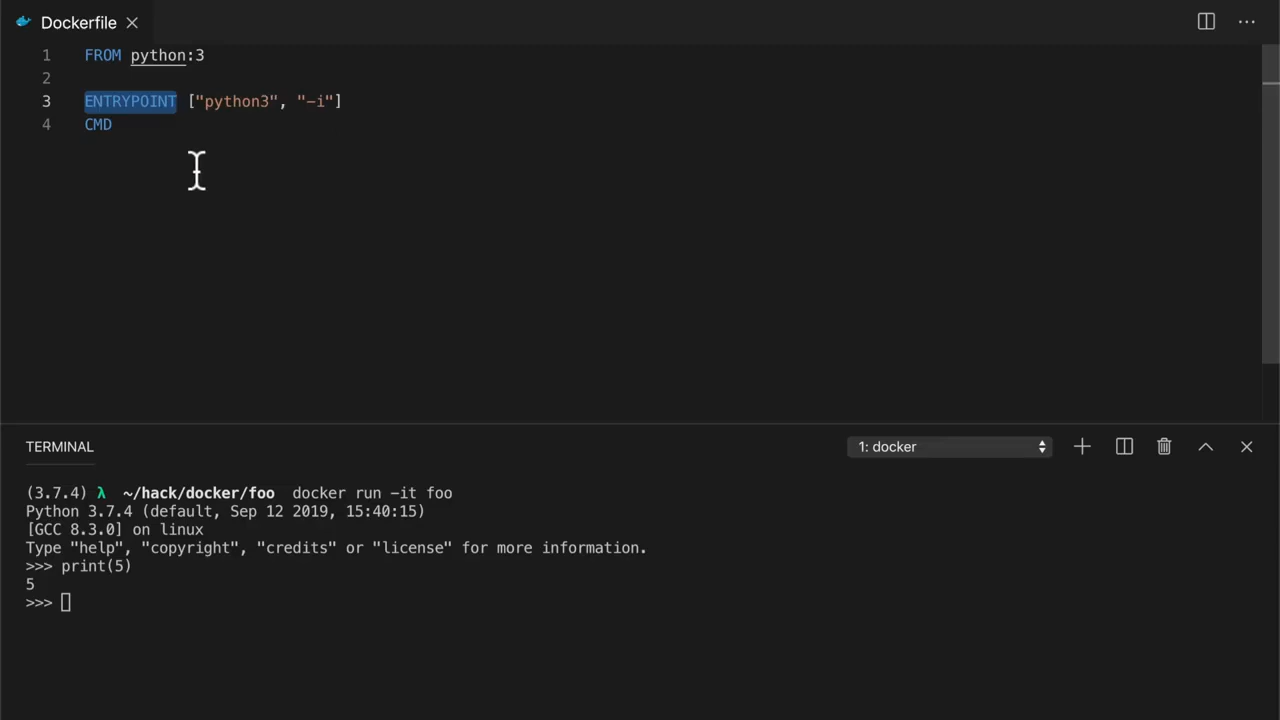 Dockerfile
1 FROM python:3
2
3 ENTRYPOINT ["python3", "-i"]
4 CMD
TERMINAL
1: docker
(3.7.4) λ ~/hack/docker/foo docker run -it foo
Python 3.7.4 (default, Sep 12 2019, 15:40:15)
[GCC 8.3.0] on linux
Type "help", "copyright", "credits" or "license" for more information.
>>> print(5)
5
>>>